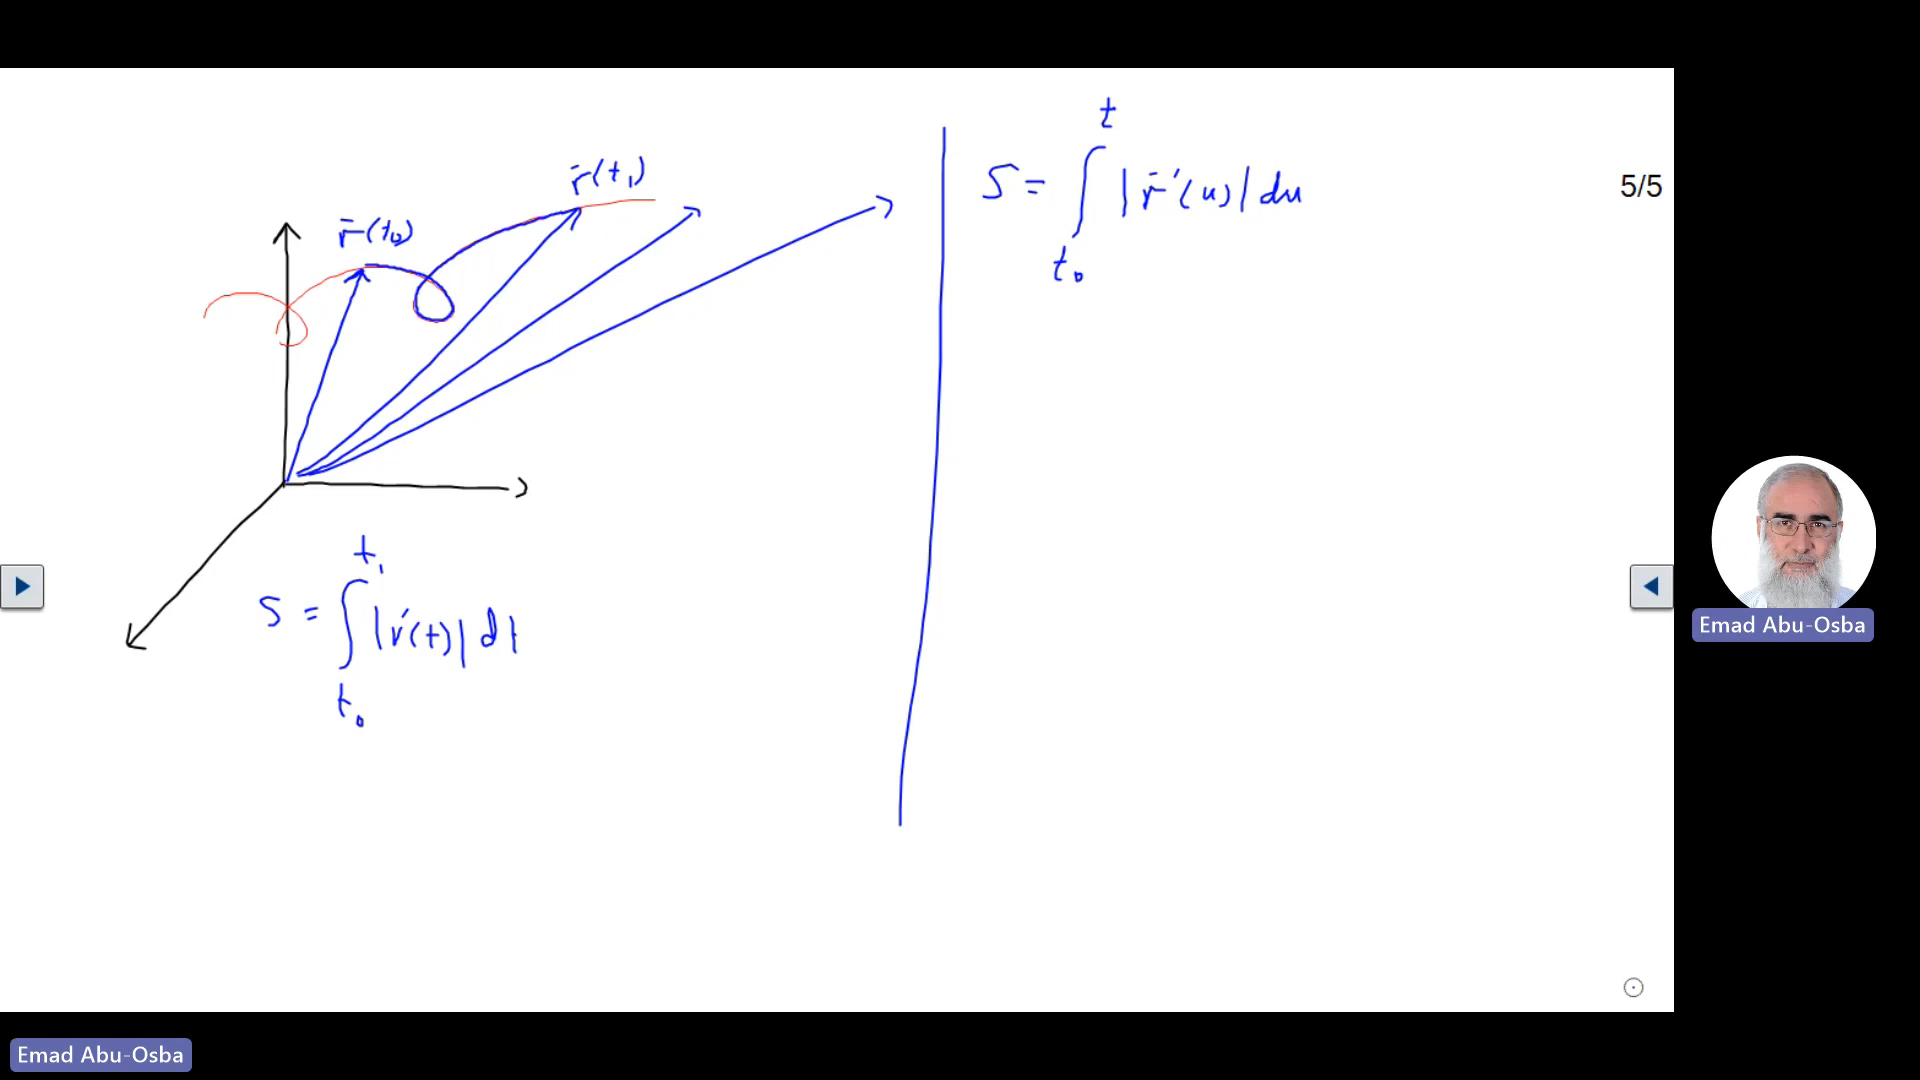 r̄(t₁)
r̄(t₀)
S = ∫ₜ₀^t₁ |r′(t)| dt
S = ∫ₜ₀^t |r̄′(u)| du
5/5
Emad Abu-Osba
Emad Abu-Osba